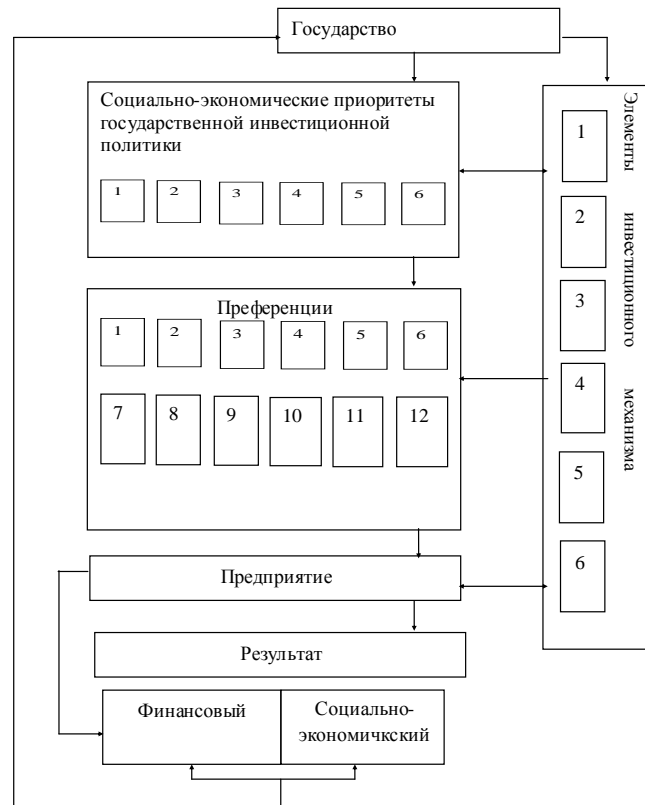 Государство
Социально-экономические приоритеты
государственной инвестиционной
политики
1 2 3 4 5 6
Преференции
1 2 3 4 5 6
7 8 9 10 11 12
Предприятие
Результат
Финансовый
Социально-
экономичкский
Элементы инвестиционного механизма
1
2
3
4
5
6